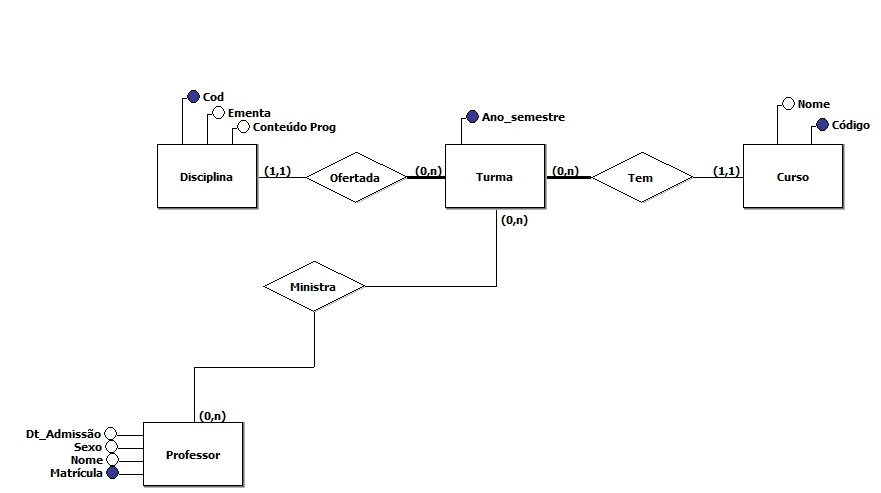 Cod
Ementa
Conteúdo Prog
Disciplina
(1,1)
Ofertada
(0,n)
Ano_semestre
Turma
(0,n)
Tem
(1,1)
Nome
Código
Curso
(0,n)
Ministra
(0,n)
Dt_Admissão
Sexo
Nome
Matrícula
Professor